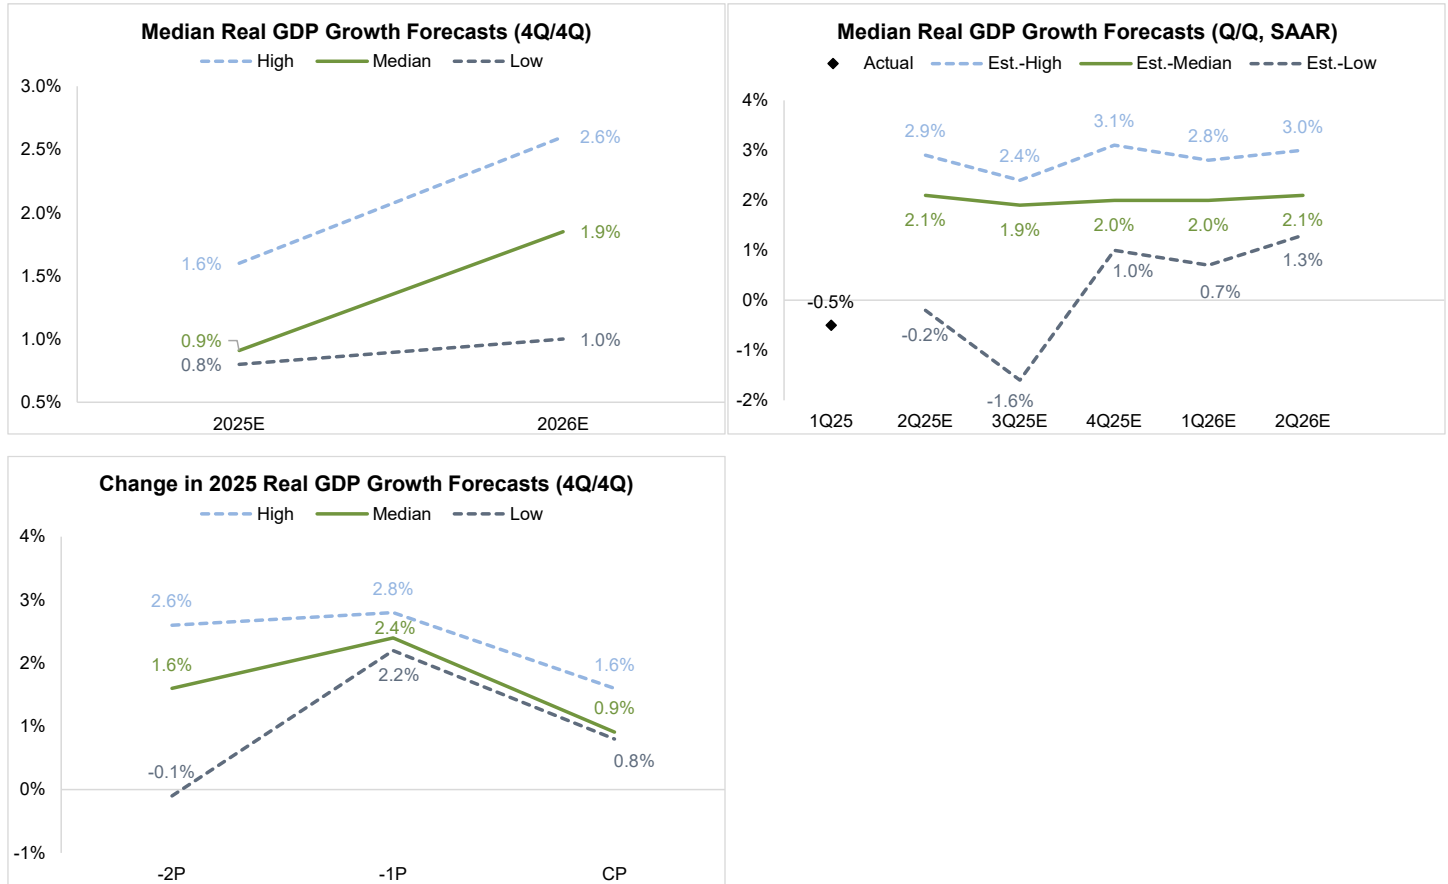 Median Real GDP Growth Forecasts (4Q/4Q)
High Median Low
3.0%
2.5%
2.0%
1.5%
1.0%
0.5%
2.6%
1.9%
1.6%
0.9%
0.8%
1.0%
2025E 2026E
Median Real GDP Growth Forecasts (Q/Q, SAAR)
Actual Est.-High Est.-Median Est.-Low
4%
3%
2%
1%
0%
-1%
-2%
2.9% 2.4% 3.1% 2.8% 3.0%
2.1% 1.9% 2.0% 2.0% 2.1%
-0.5% -0.2% -1.6% 1.0% 0.7% 1.3%
1Q25 2Q25E 3Q25E 4Q25E 1Q26E 2Q26E
Change in 2025 Real GDP Growth Forecasts (4Q/4Q)
High Median Low
4%
3%
2%
1%
0%
-1%
2.6% 2.8% 1.6%
1.6% 2.4% 0.9%
-0.1% 2.2% 0.8%
-2P -1P CP